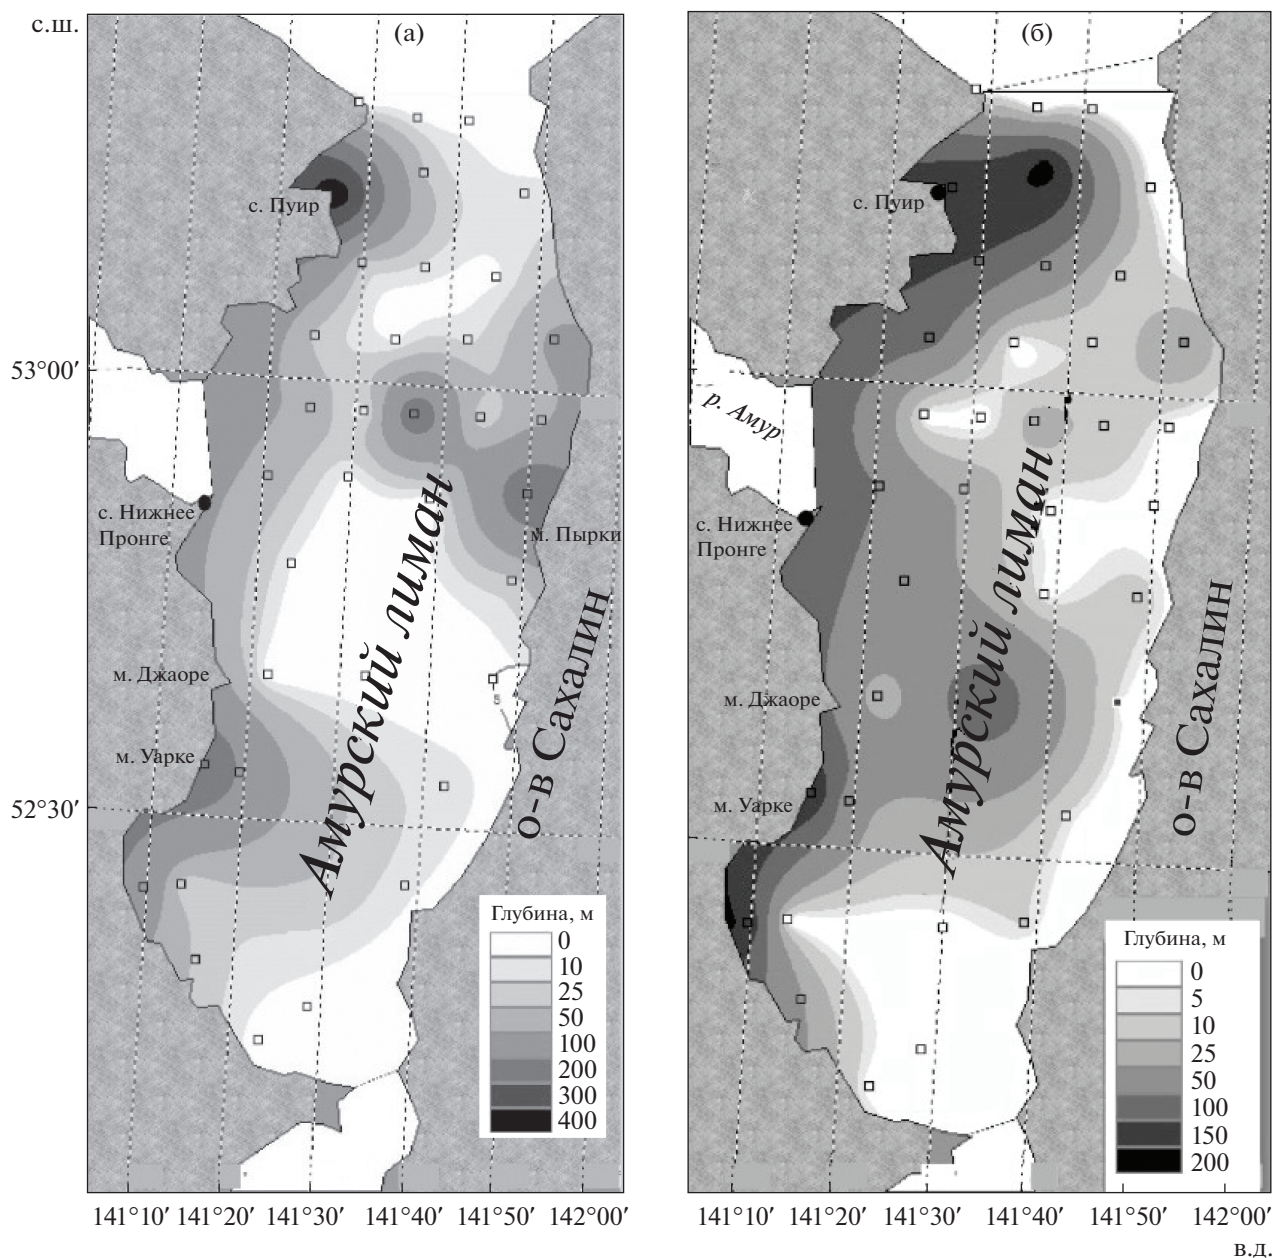 с.ш.
(а)
с. Пуир
53°00′
с. Нижнее
Пронге
м. Пырки
м. Джаоре
м. Уарке
52°30′
Амурский лиман
о-в Сахалин
Глубина, м
0
10
25
50
100
200
300
400
141°10′ 141°20′ 141°30′ 141°40′ 141°50′ 142°00′
(б)
с. Пуир
р. Амур
с. Нижнее
Пронге
м. Джаоре
м. Уарке
Амурский лиман
о-в Сахалин
Глубина, м
0
5
10
25
50
100
150
200
141°10′ 141°20′ 141°30′ 141°40′ 141°50′ 142°00′
в.д.